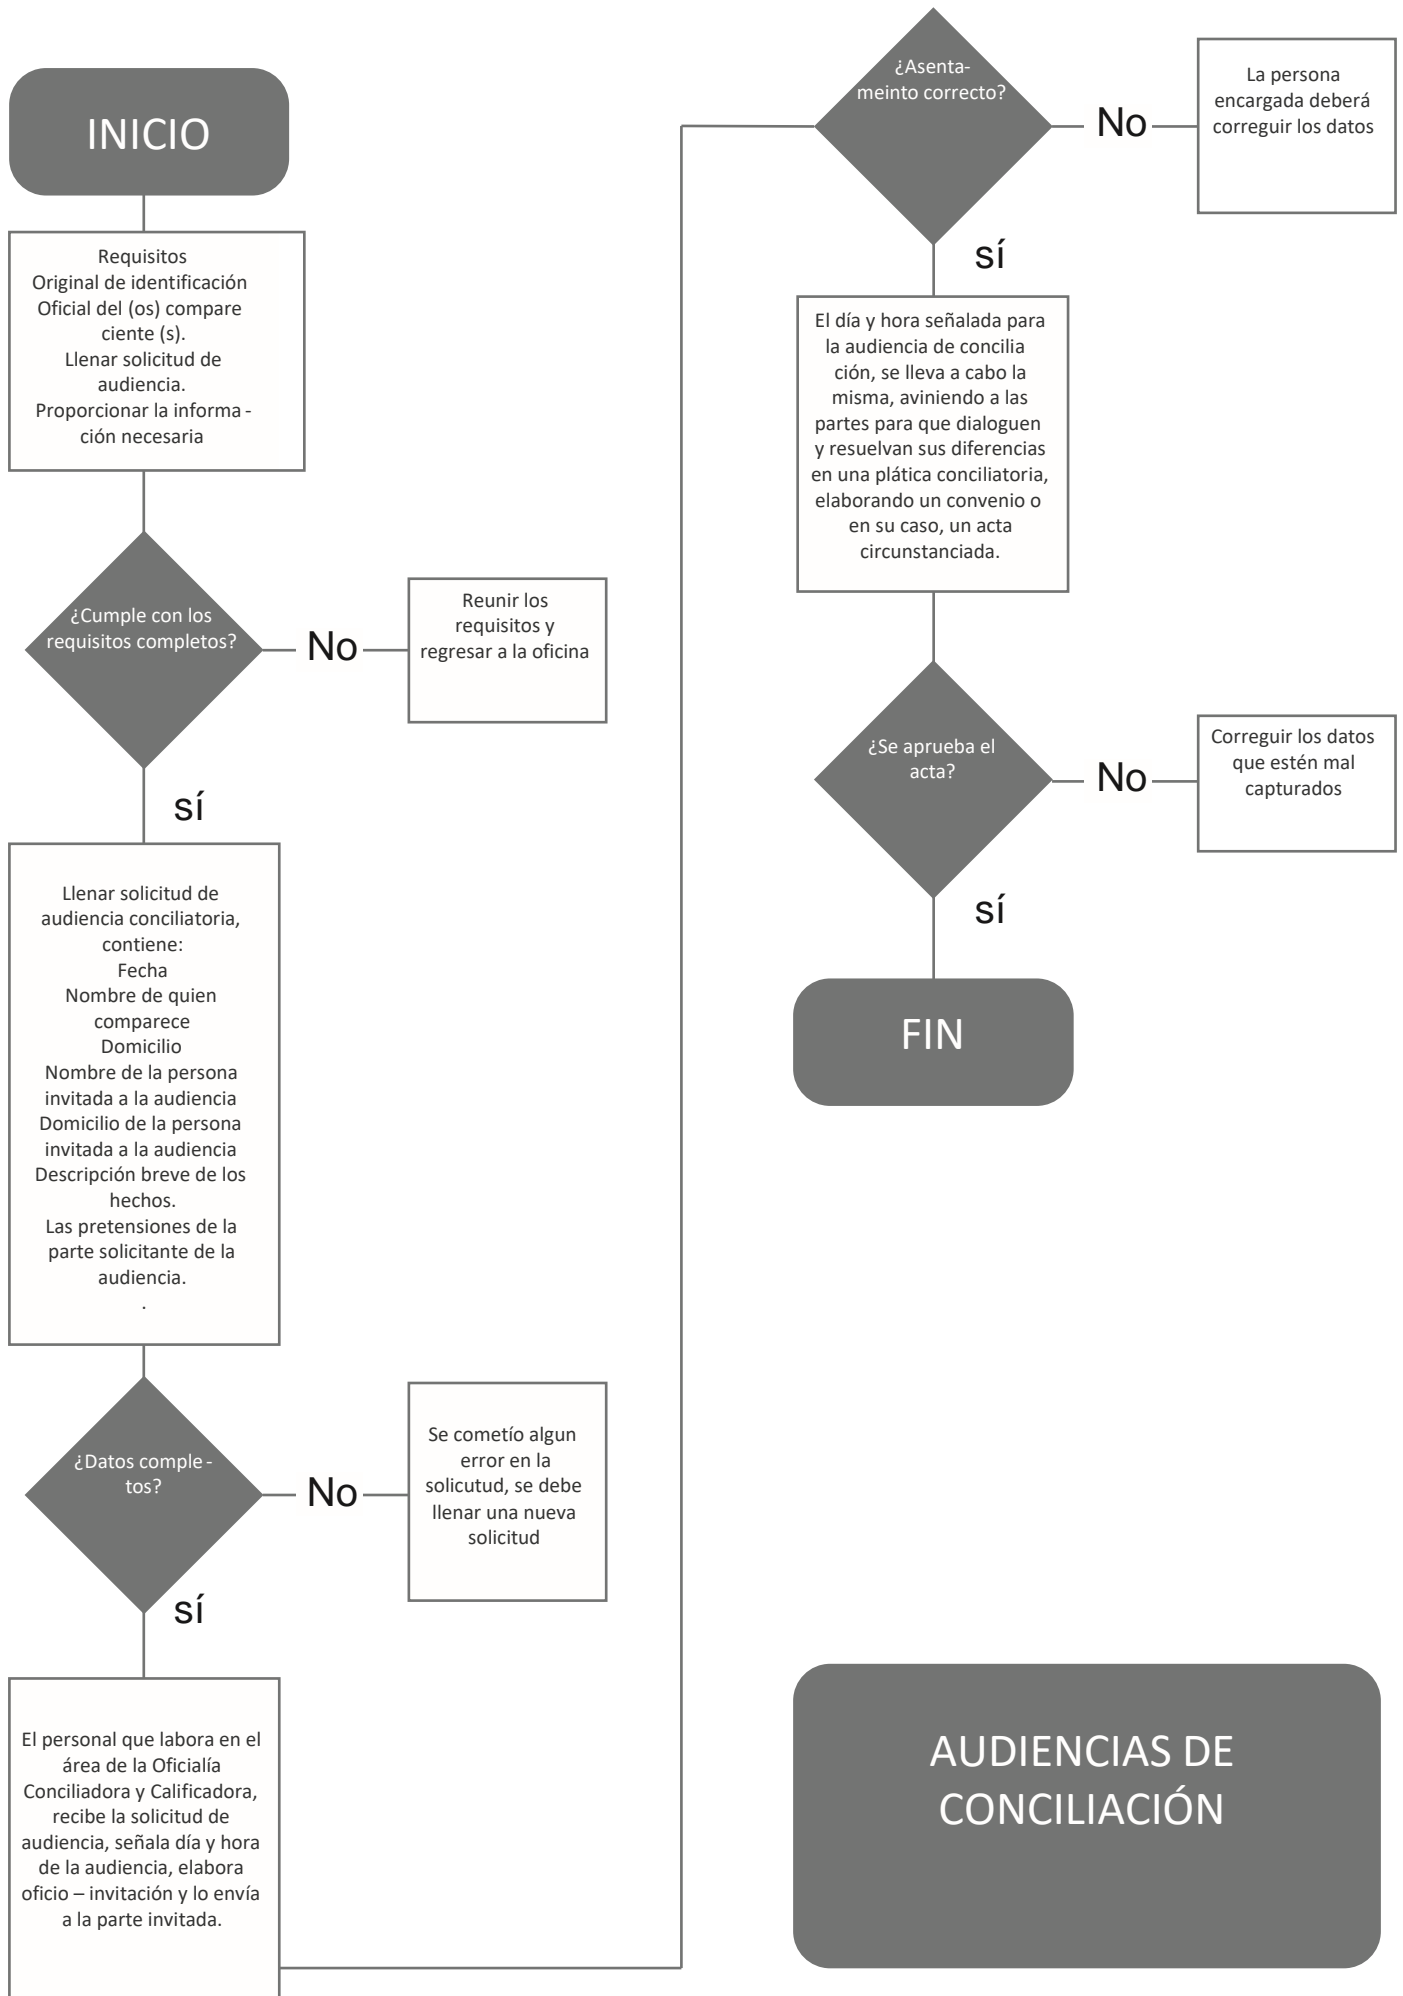 INICIO
Requisitos
Original de identificación
Oficial del (os) compare
ciente (s).
Llenar solicitud de
audiencia.
Proporcionar la informa -
ción necesaria
¿Cumple con los
requisitos completos?
No
Reunir los
requisitos y
regresar a la oficina
sí
Llenar solicitud de
audiencia conciliatoria,
contiene:
Fecha
Nombre de quien
comparece
Domicilio
Nombre de la persona
invitada a la audiencia
Domicilio de la persona
invitada a la audiencia
Descripción breve de los
hechos.
Las pretensiones de la
parte solicitante de la
audiencia.
.
¿Datos comple -
tos?
No
Se cometío algun
error en la
solicutud, se debe
llenar una nueva
solicitud
sí
El personal que labora en el
área de la Oficialía
Conciliadora y Calificadora,
recibe la solicitud de
audiencia, señala día y hora
de la audiencia, elabora
oficio – invitación y lo envía
a la parte invitada.
¿Asenta-
meinto correcto?
No
La persona
encargada deberá
correguir los datos
sí
El día y hora señalada para
la audiencia de concilia
ción, se lleva a cabo la
misma, aviniendo a las
partes para que dialoguen
y resuelvan sus diferencias
en una plática conciliatoria,
elaborando un convenio o
en su caso, un acta
circunstanciada.
¿Se aprueba el
acta?
No
Correguir los datos
que estén mal
capturados
sí
FIN
AUDIENCIAS DE
CONCILIACIÓN